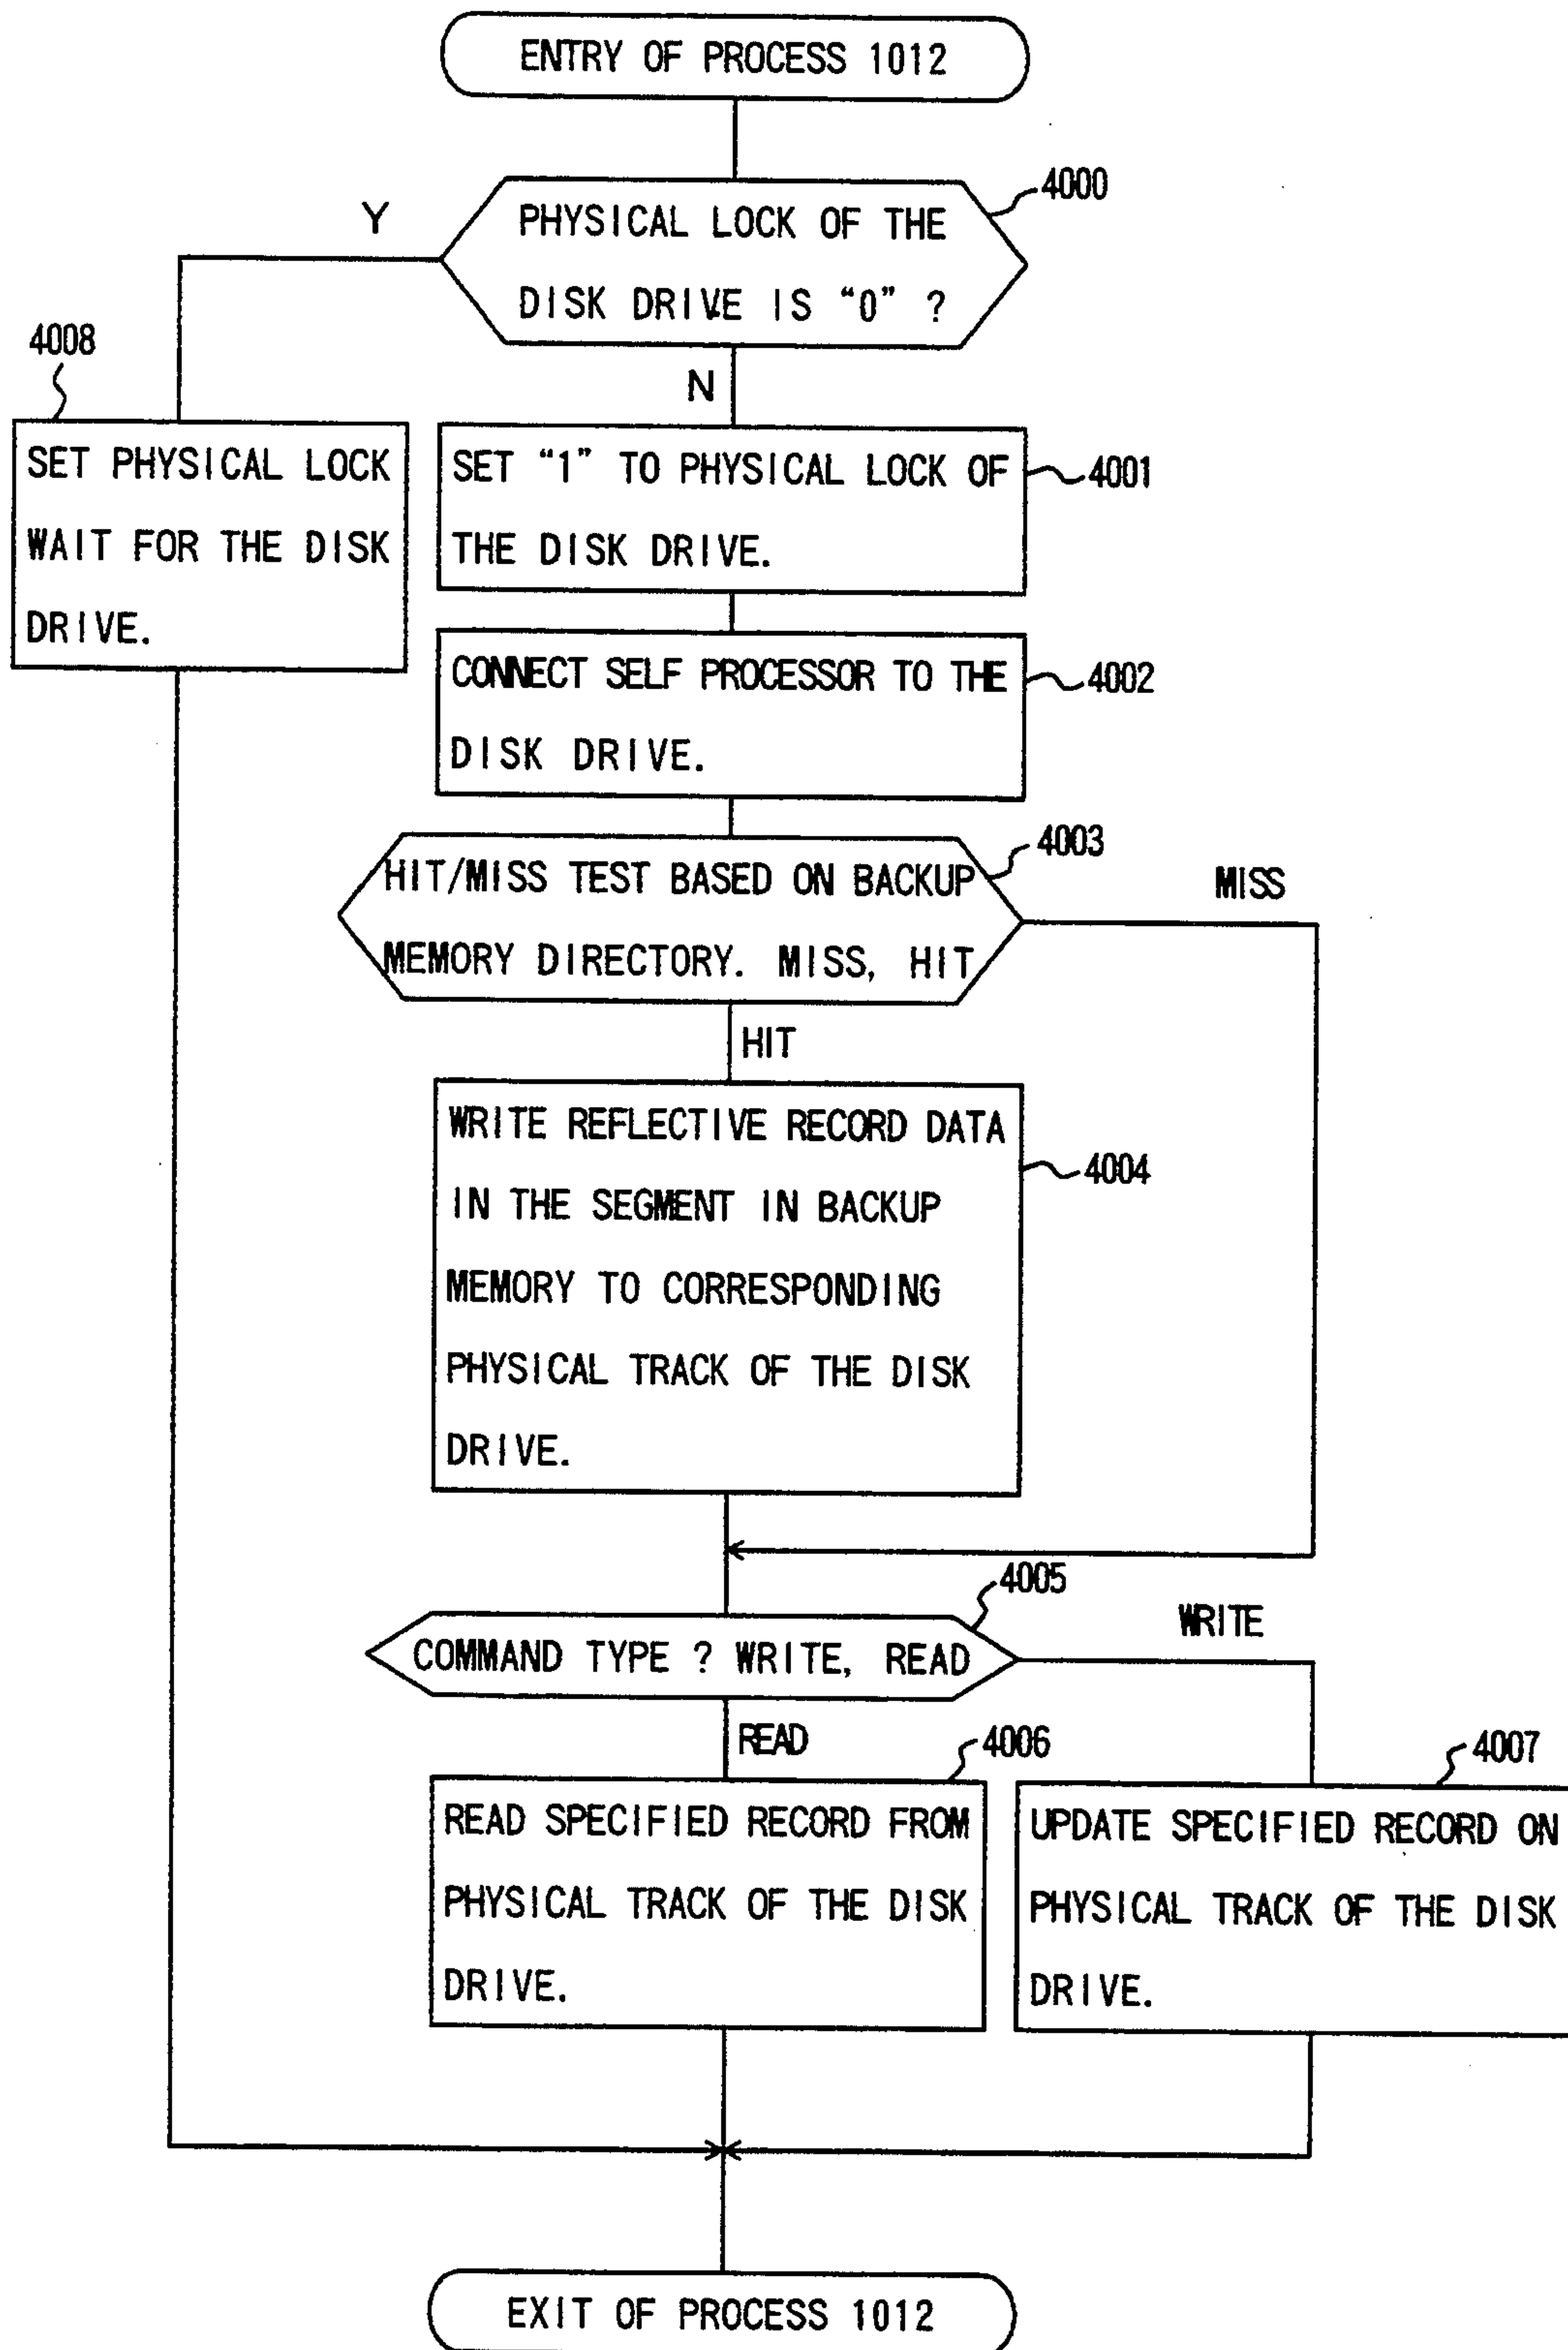 ENTRY OF PROCESS 1012
4000
PHYSICAL LOCK OF THE
DISK DRIVE IS “0” ?
Y
N
4008
SET PHYSICAL LOCK
WAIT FOR THE DISK
DRIVE.
SET “1” TO PHYSICAL LOCK OF
THE DISK DRIVE.
4001
CONNECT SELF PROCESSOR TO THE
DISK DRIVE.
4002
4003
HIT/MISS TEST BASED ON BACKUP
MEMORY DIRECTORY. MISS, HIT
MISS
HIT
WRITE REFLECTIVE RECORD DATA
IN THE SEGMENT IN BACKUP
MEMORY TO CORRESPONDING
PHYSICAL TRACK OF THE DISK
DRIVE.
4004
4005
COMMAND TYPE ? WRITE, READ
WRITE
READ
4006
READ SPECIFIED RECORD FROM
PHYSICAL TRACK OF THE DISK
DRIVE.
4007
UPDATE SPECIFIED RECORD ON
PHYSICAL TRACK OF THE DISK
DRIVE.
EXIT OF PROCESS 1012